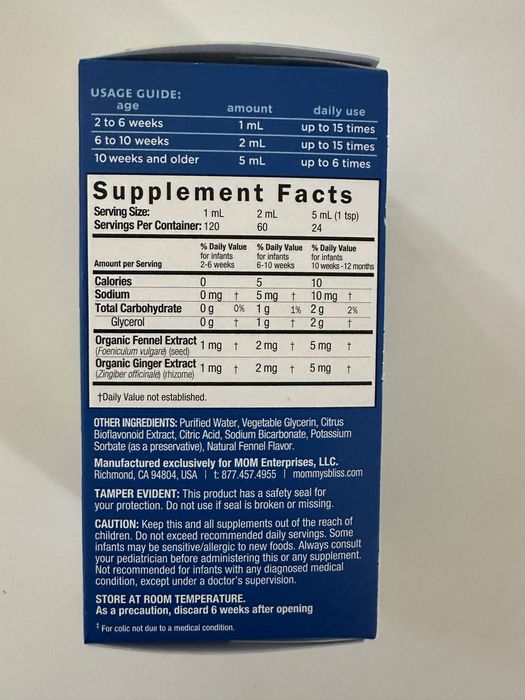 USAGE GUIDE:
age amount daily use
2 to 6 weeks 1 mL up to 15 times
6 to 10 weeks 2 mL up to 15 times
10 weeks and older 5 mL up to 6 times
Supplement Facts
Serving Size: 1 mL 2 mL 5 mL (1 tsp)
Servings Per Container: 120 60 24
% Daily Value % Daily Value % Daily Value
for infants for infants for infants
Amount per Serving 2-6 weeks 6-10 weeks 10 weeks -12 months
Calories 0 5 10
Sodium 0 mg † 5 mg † 10 mg †
Total Carbohydrate 0 g 0% 1 g 1% 2 g 2%
Glycerol 0 g † 1 g † 2 g †
Organic Fennel Extract 1 mg † 2 mg † 5 mg †
(Foeniculum vulgare) (seed)
Organic Ginger Extract 1 mg † 2 mg † 5 mg †
(Zingiber officinale) (rhizome)
†Daily Value not established.
OTHER INGREDIENTS: Purified Water, Vegetable Glycerin, Citrus
Bioflavonoid Extract, Citric Acid, Sodium Bicarbonate, Potassium
Sorbate (as a preservative), Natural Fennel Flavor.
Manufactured exclusively for MOM Enterprises, LLC.
Richmond, CA 94804, USA | t: 877.457.4955 | mommysbliss.com
TAMPER EVIDENT: This product has a safety seal for
your protection. Do not use if seal is broken or missing.
CAUTION: Keep this and all supplements out of the reach of
children. Do not exceed recommended daily servings. Some
infants may be sensitive/allergic to new foods. Always consult
your pediatrician before administering this or any supplement.
Not recommended for infants with any diagnosed medical
condition, except under a doctor's supervision.
STORE AT ROOM TEMPERATURE.
As a precaution, discard 6 weeks after opening
‡ For colic not due to a medical condition.